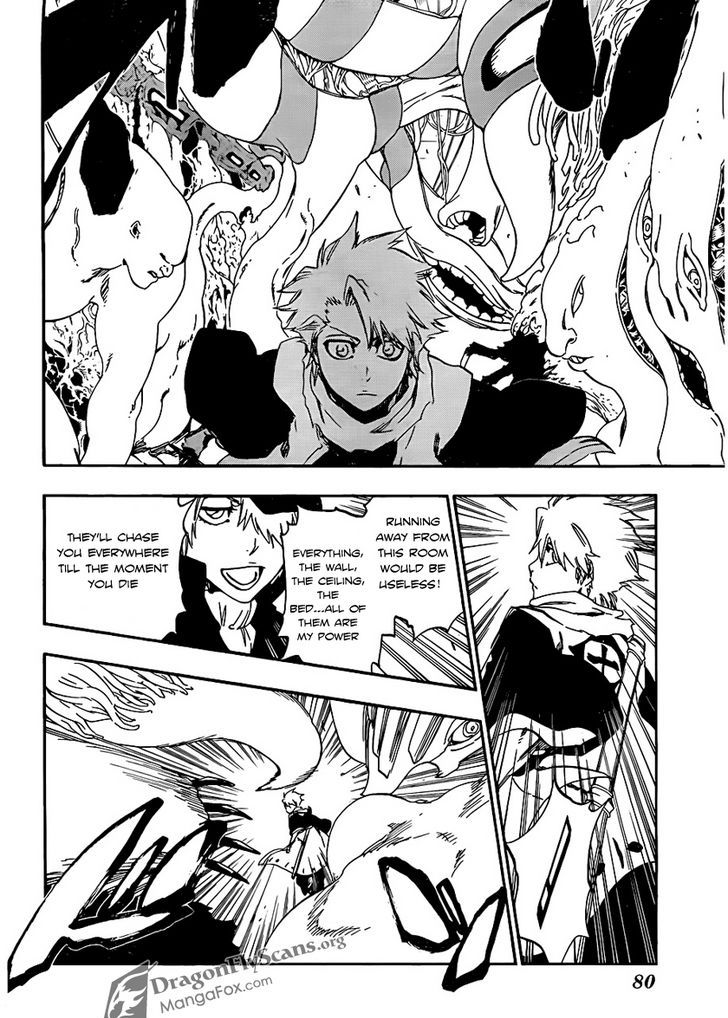 RUNNING
AWAY FROM
THIS ROOM
WOULD BE
USELESS!
EVERYTHING,
THE WALL,
THE CEILING,
THE
BED...ALL OF
THEM ARE
MY POWER
THEY'LL CHASE
YOU EVERYWHERE
TILL THE MOMENT
YOU DIE
DragonFlyScans.org
MangaFox.com
80